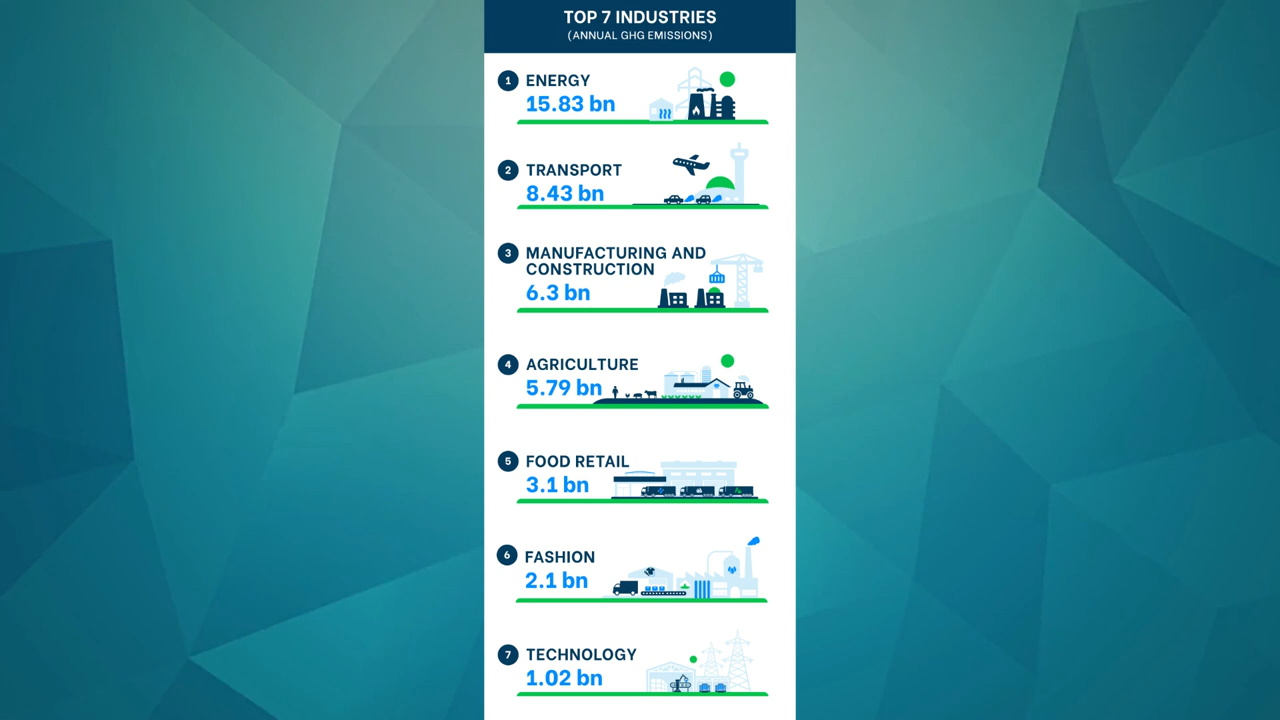 TOP 7 INDUSTRIES
(ANNUAL GHG EMISSIONS)
1 ENERGY
15.83 bn
2 TRANSPORT
8.43 bn
3 MANUFACTURING AND
CONSTRUCTION
6.3 bn
4 AGRICULTURE
5.79 bn
5 FOOD RETAIL
3.1 bn
6 FASHION
2.1 bn
7 TECHNOLOGY
1.02 bn